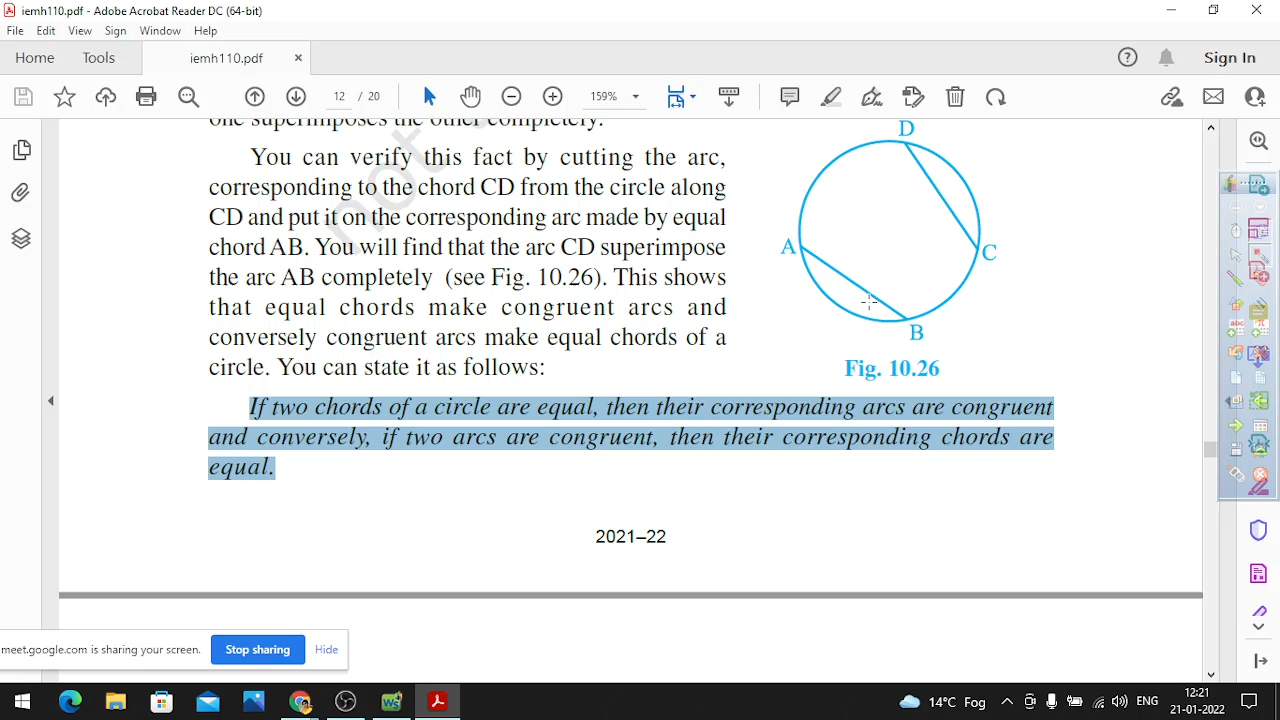 iemh110.pdf - Adobe Acrobat Reader DC (64-bit)
File Edit View Sign Window Help
Home Tools iemh110.pdf × Sign In
12 / 20 159%
one superimposes the other completely.
You can verify this fact by cutting the arc,
corresponding to the chord CD from the circle along
CD and put it on the corresponding arc made by equal
chord AB. You will find that the arc CD superimpose
the arc AB completely (see Fig. 10.26). This shows
that equal chords make congruent arcs and
conversely congruent arcs make equal chords of a
circle. You can state it as follows:
not
D
A
C
B
Fig. 10.26
If two chords of a circle are equal, then their corresponding arcs are congruent
and conversely, if two arcs are congruent, then their corresponding chords are
equal.
2021–22
meet.google.com is sharing your screen. Stop sharing Hide
14°C Fog ENG 12:21
21-01-2022